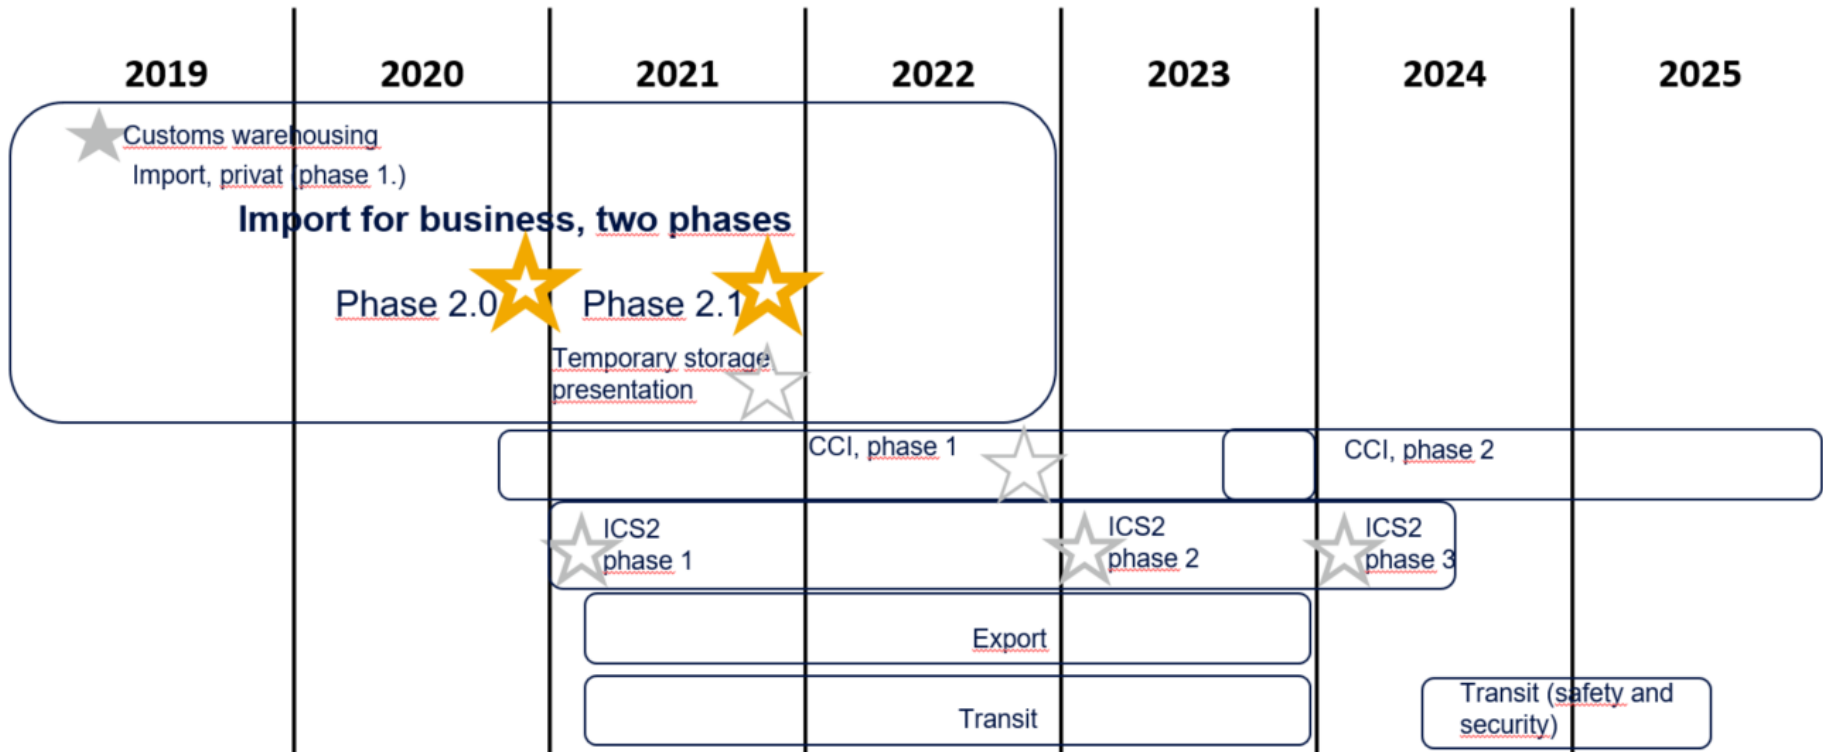 2019 2020 2021 2022 2023 2024 2025
Customs warehousing
Import, privat (phase 1.)
Import for business, two phases
Phase 2.0 Phase 2.1
Temporary storage
presentation
CCI, phase 1 CCI, phase 2
ICS2
phase 1
ICS2
phase 2
ICS2
phase 3
Export
Transit
Transit (safety and
security)